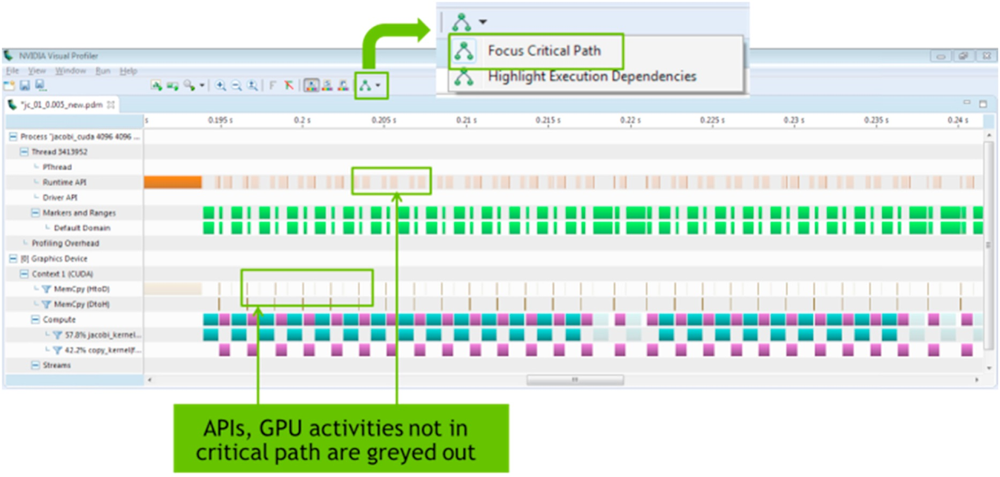 Focus Critical Path
Highlight Execution Dependencies
NVIDIA Visual Profiler
File View Window Run Help
*jc_01_0.005_new.pdm
s 0.195 s 0.2 s 0.205 s 0.21 s 0.215 s 0.22 s 0.225 s 0.23 s 0.235 s 0.24 s
Process "jacobi_cuda 4096 4096 ...
Thread 3413952
PThread
Runtime API
Driver API
Markers and Ranges
Default Domain
Profiling Overhead
[0] Graphics Device
Context 1 (CUDA)
MemCpy (HtoD)
MemCpy (DtoH)
Compute
57.8% jacobi_kernel...
42.2% copy_kernel(f...
Streams
APIs, GPU activities not in
critical path are greyed out